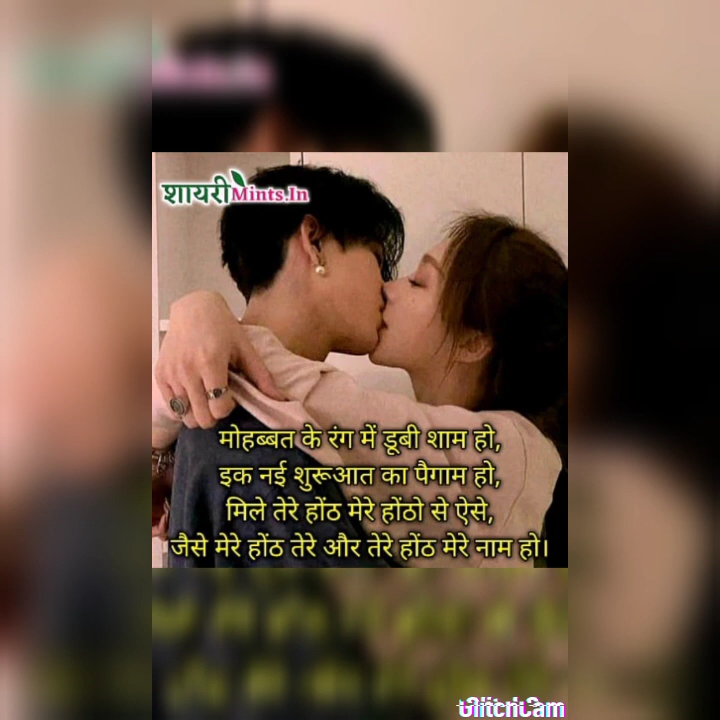 शायरी Mints.In
मोहब्बत के रंग में डूबी शाम हो,
इक नई शुरूआत का पैगाम हो,
मिले तेरे होंठ मेरे होंठो से ऐसे,
जैसे मेरे होंठ तेरे और तेरे होंठ मेरे नाम हो।
GlitchCam